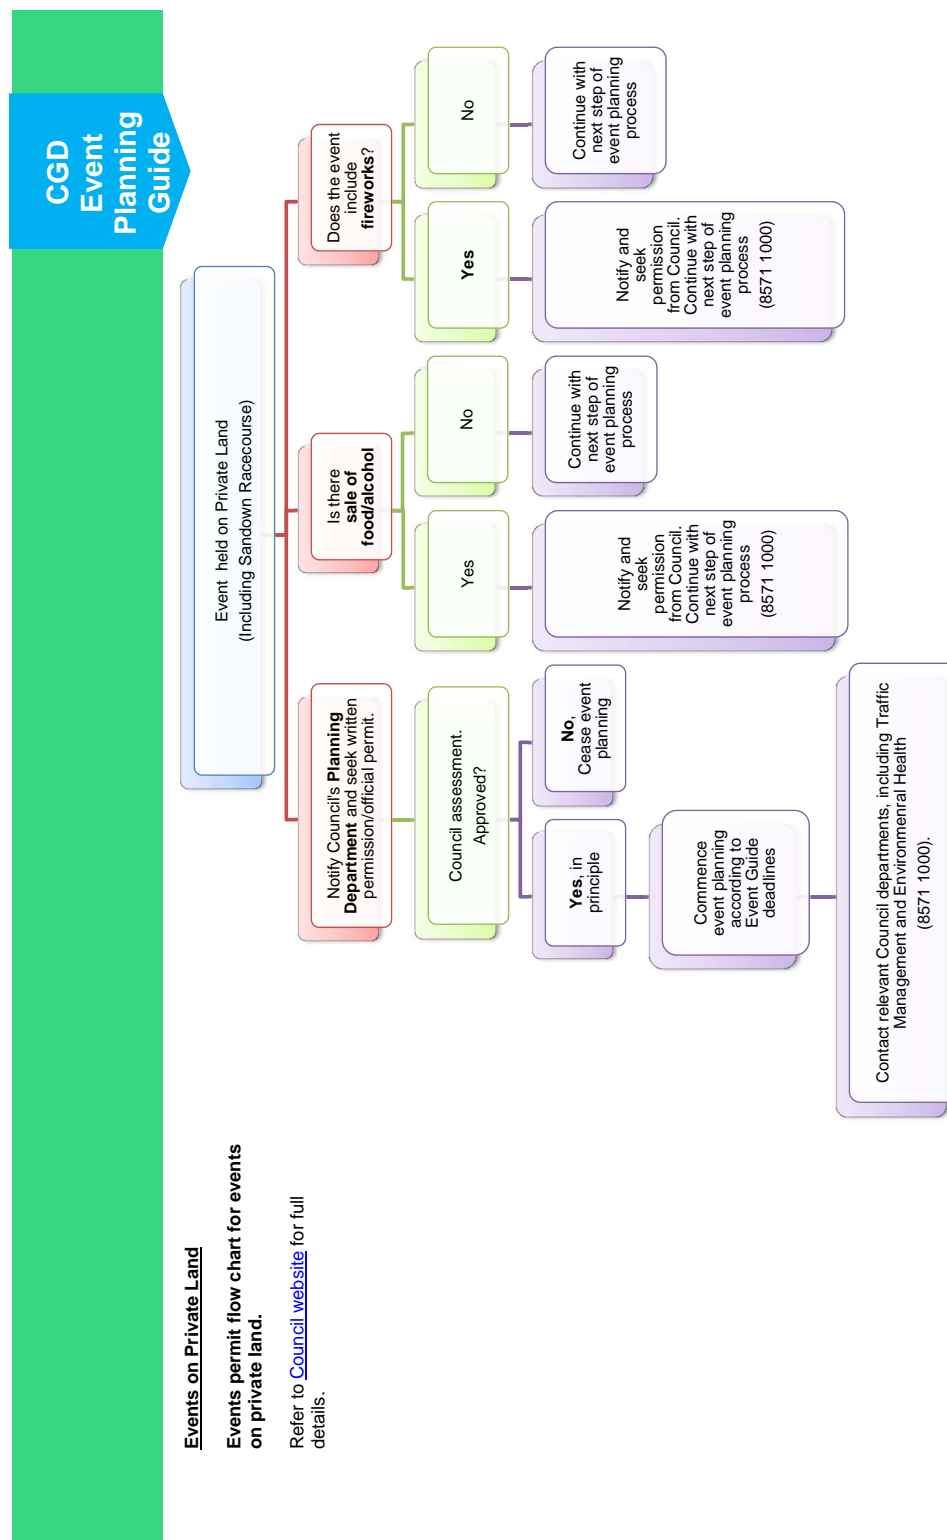 CGD
Event
Planning
Guide
Events on Private Land
Events permit flow chart for events
on private land.
Refer to Council website for full
details.
Event held on Private Land
(Including Sandown Racecourse)
Notify Council's Planning
Department and seek written
permission/official permit.
Council assessment.
Approved?
Yes, in
principle
Commence
event planning
according to
Event Guide
deadlines
Contact relevant Council departments, including Traffic
Management and Environmenral Health
(8571 1000).
No,
Cease event
planning
Is there
sale of
food/alcohol
Yes
Notify and
seek
permission
from Council.
Continue with
next step of
event planning
process
(8571 1000)
No
Continue with
next step of
event planning
process
Does the event
include
fireworks?
Yes
Notify and
seek
permission
from Council.
Continue with
next step of
event planning
process
(8571 1000)
No
Continue with
next step of
event planning
process